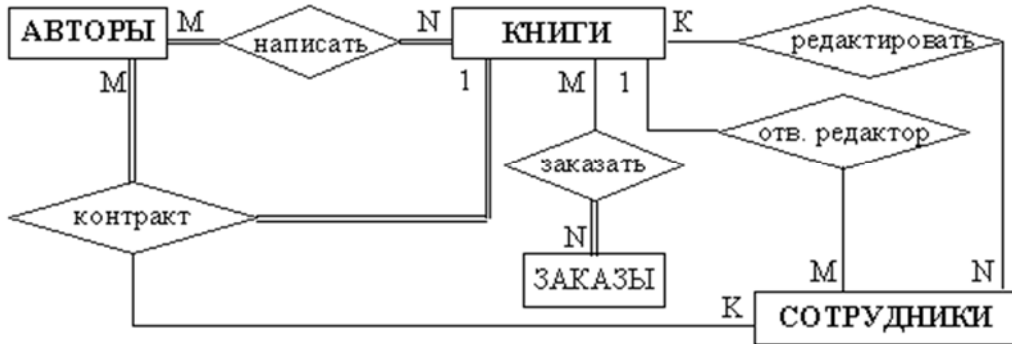 АВТОРЫ
M
написать
N
КНИГИ
К
редактировать
M
1
M
1
отв. редактор
заказать
контракт
N
ЗАКАЗЫ
M
N
К
СОТРУДНИКИ